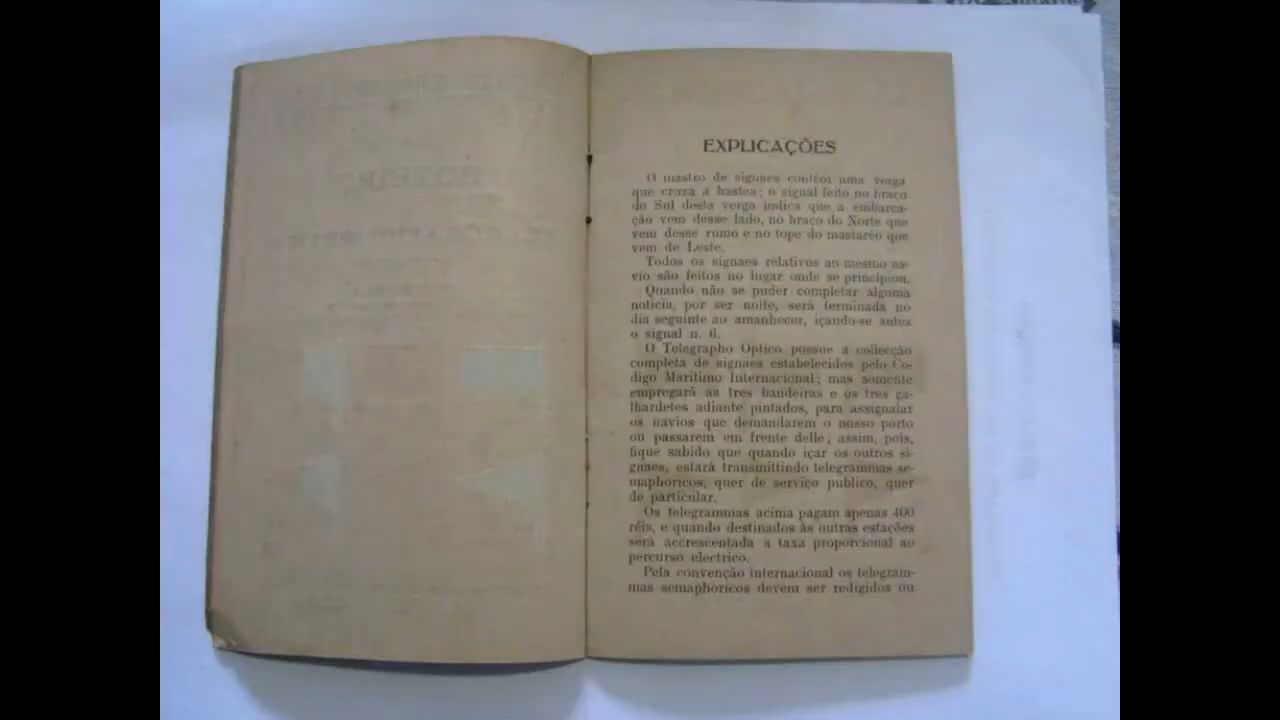 EXPLICAÇÕES
O mastro de signaes contém uma verga
que cruza a hastea; o signal feito no braço
do Sul desta verga indica que a embarca-
ção vem desse lado, no braço do Norte que
vem desse rumo e no tope do mastaréo que
vem de Leste.
Todos os signaes relativos ao mesmo na-
vio são feitos no logar onde se principiou.
Quando não se puder completar alguma
noticia, por ser noite, será terminada no
dia seguinte ao amanhecer, içando-se antes
o signal n. 6.
O Telegrapho Optico possue a collecção
completa de signaes estabelecidos pelo Co-
digo Maritimo Internacional; mas somente
empregará as tres bandeiras e os tres ga-
lhardetes adiante pintados, para assignalar
os navios que demandarem o nosso porto
ou passarem em frente delle; assim, pois,
fique sabido que quando içar os outros si-
gnaes, estará transmittindo telegrammas se-
maphoricos, quer de serviço publico, quer
de particular.
Os telegrammas acima pagam apenas 400
réis, e quando destinados às outras estações
será accrescentada a taxa proporcional ao
percurso electrico.
Pela convenção internacional os telegram-
mas semaphoricos devem ser redigidos ou